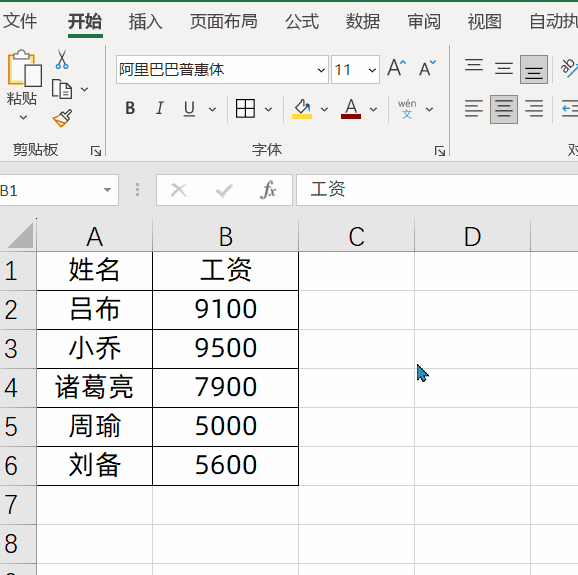 文件 开始 插入 页面布局 公式 数据 审阅 视图 自动执
粘贴 阿里巴巴普惠体 11 A A
B I U A wén 文
剪贴板 字体
B1 fx 工资
A B C D
1 姓名 工资
2 吕布 9100
3 小乔 9500
4 诸葛亮 7900
5 周瑜 5000
6 刘备 5600
7
8